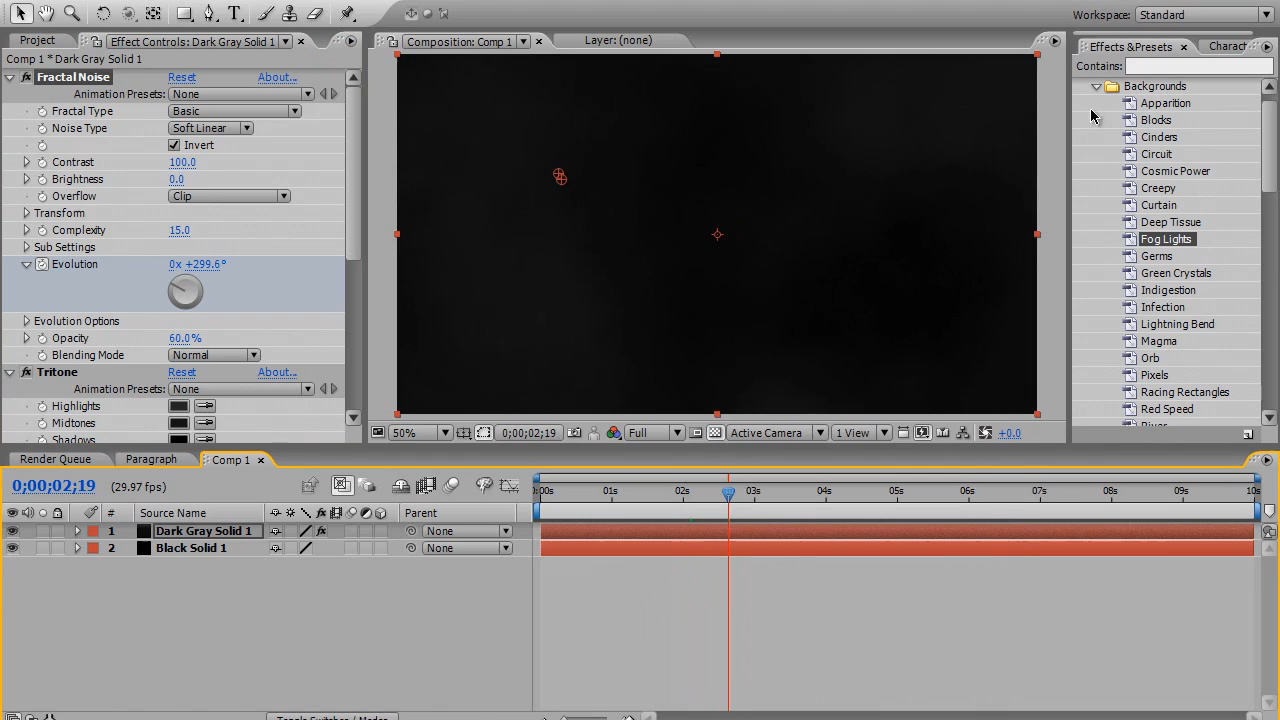 Workspace: Standard
Project
Effect Controls: Dark Gray Solid 1
Composition: Comp 1
Layer: (none)
Effects & Presets
Charact
Comp 1 * Dark Gray Solid 1
Contains:
Fractal Noise Reset About...
Animation Presets: None
Fractal Type Basic
Noise Type Soft Linear
Invert
Contrast 100.0
Brightness 0.0
Overflow Clip
Transform
Complexity 15.0
Sub Settings
Evolution 0x +299.6°
Evolution Options
Opacity 60.0%
Blending Mode Normal
Tritone Reset About...
Animation Presets: None
Highlights
Midtones
Shadows
Backgrounds
Apparition
Blocks
Cinders
Circuit
Cosmic Power
Creepy
Curtain
Deep Tissue
Fog Lights
Germs
Green Crystals
Indigestion
Infection
Lightning Bend
Magma
Orb
Pixels
Racing Rectangles
Red Speed
River
50% 0;00;02;19 Full Active Camera 1 View +0.0
Render Queue Paragraph Comp 1
0;00;02;19 (29.97 fps)
:00s 01s 02s 03s 04s 05s 06s 07s 08s 09s 10s
# Source Name Parent
1 Dark Gray Solid 1 None
2 Black Solid 1 None
Toggle Switches / Modes